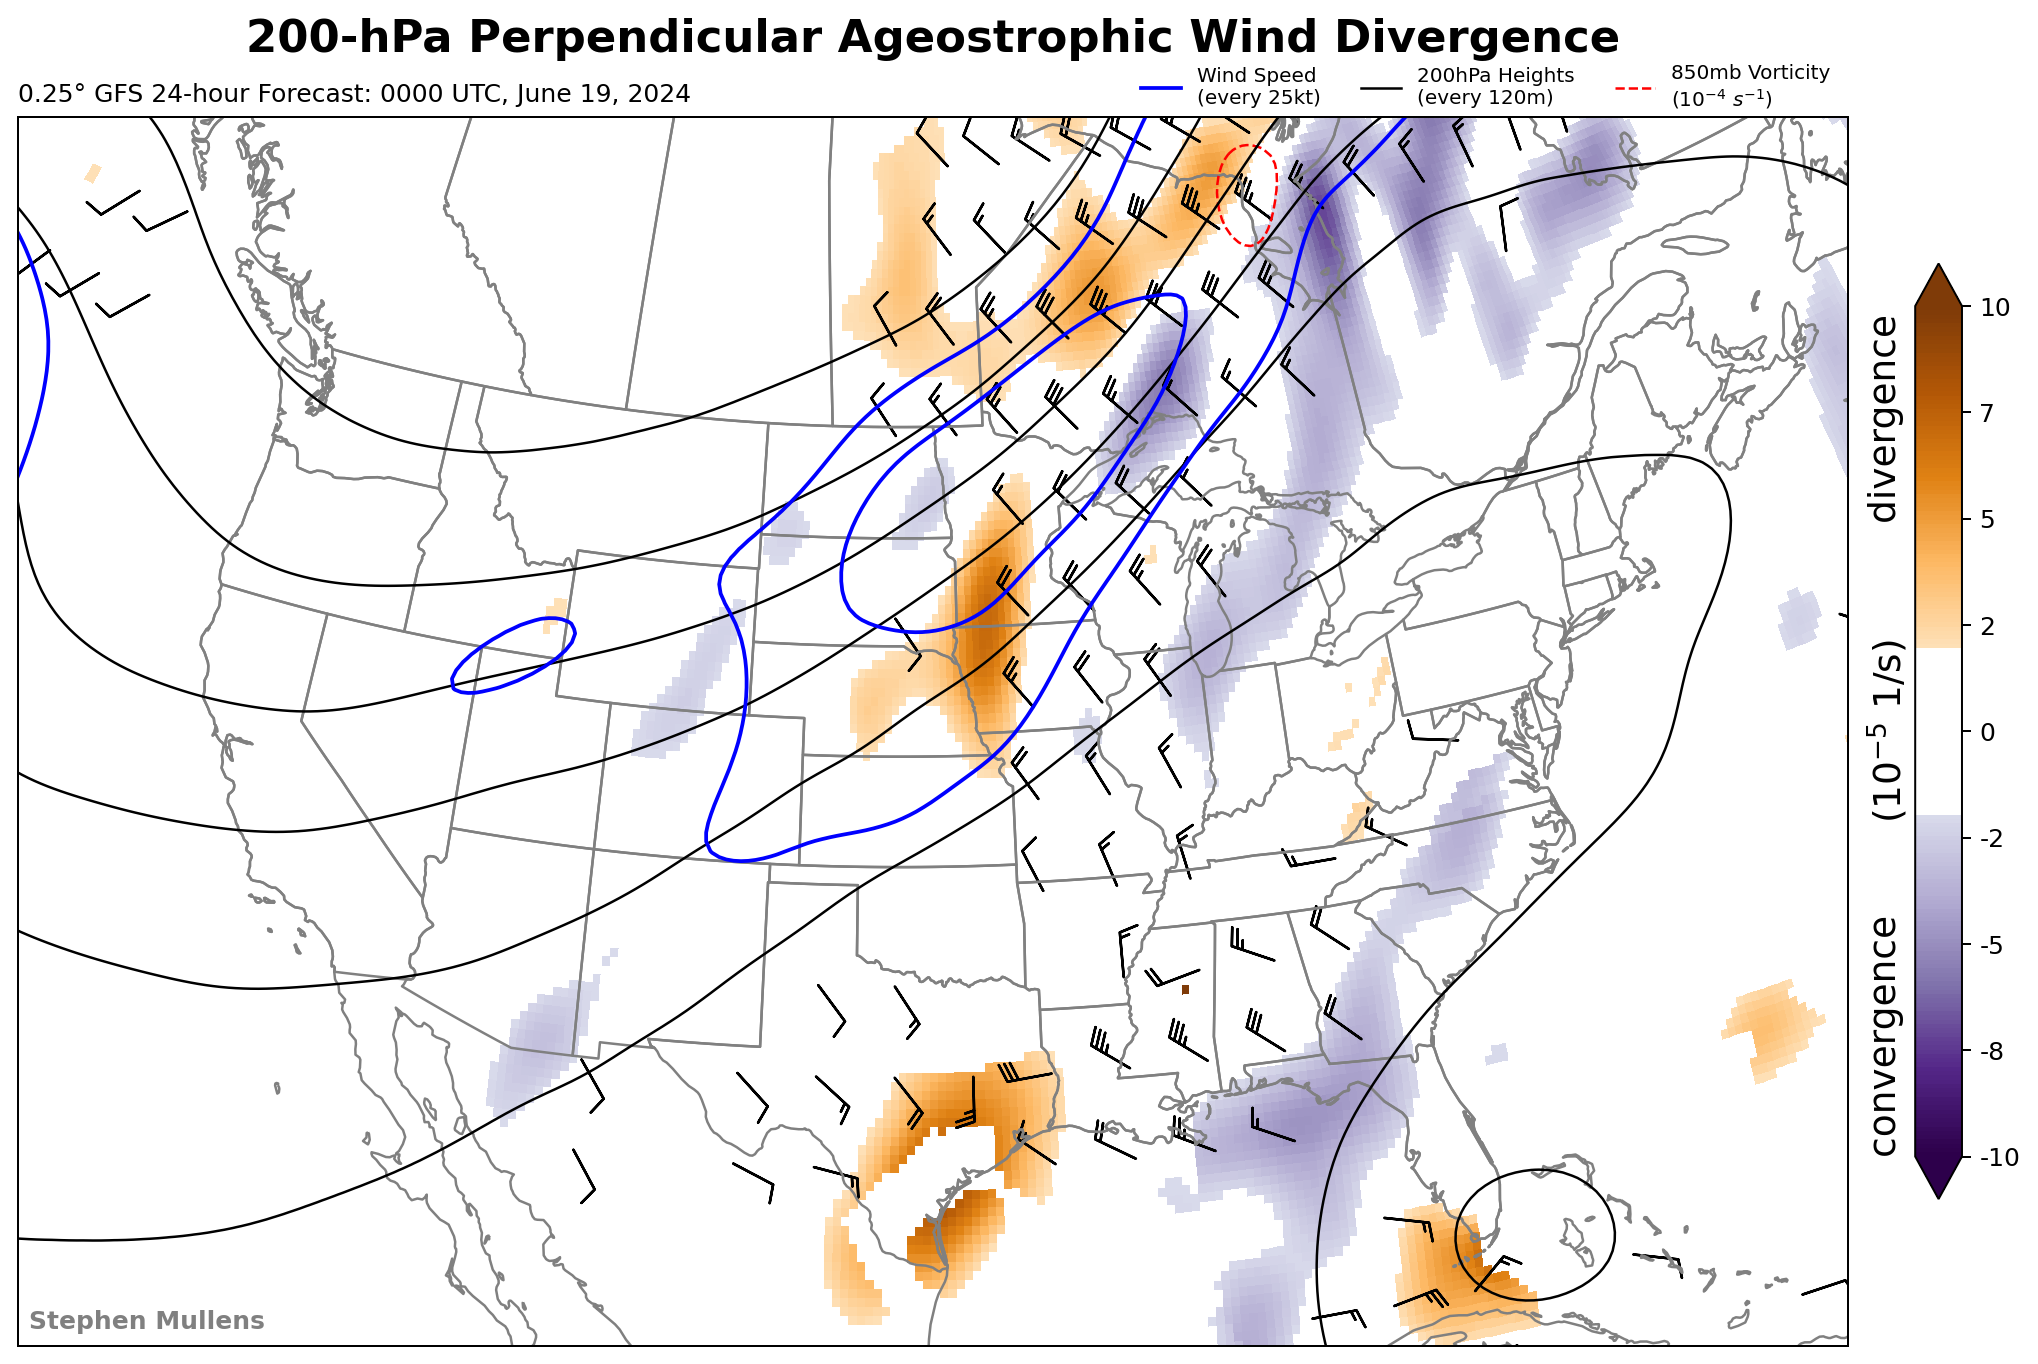 200-hPa Perpendicular Ageostrophic Wind Divergence
0.25° GFS 24-hour Forecast: 0000 UTC, June 19, 2024
Wind Speed
(every 25kt)
200hPa Heights
(every 120m)
850mb Vorticity
(10⁻⁴ s⁻¹)
10
7
5
2
0
-2
-5
-8
-10
convergence (10⁻⁵ 1/s) divergence
Stephen Mullens